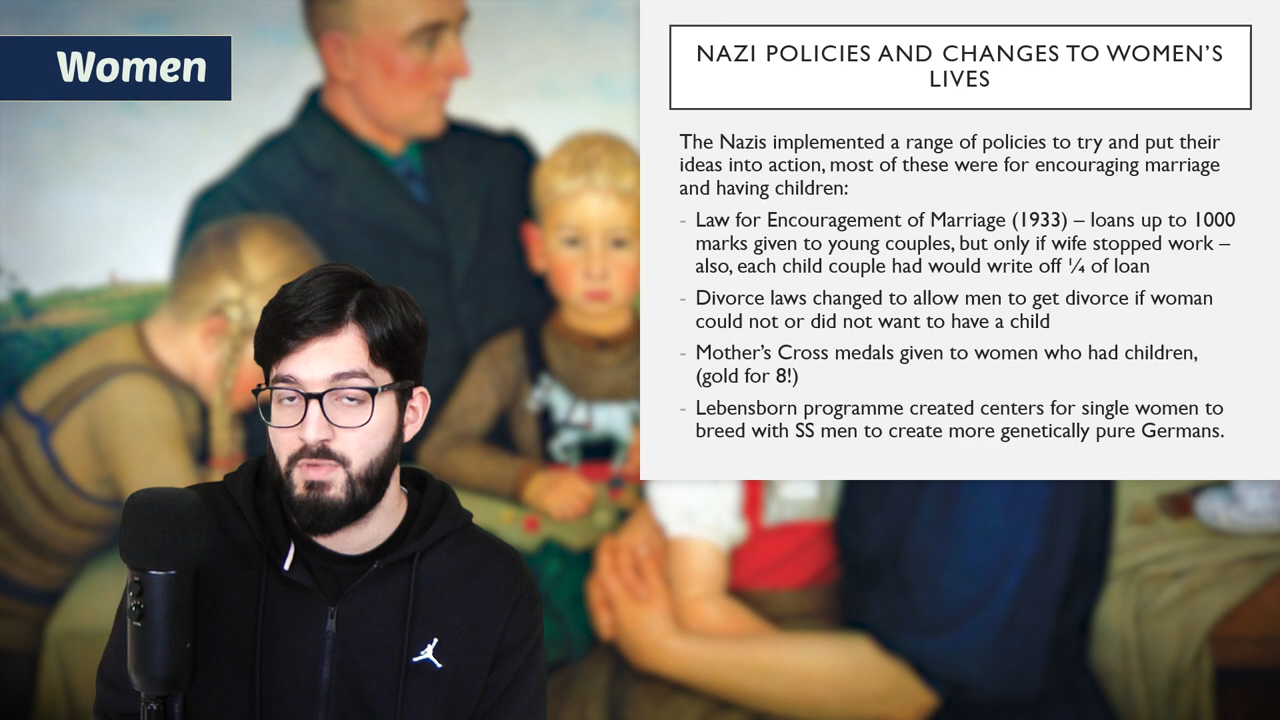 Women
NAZI POLICIES AND CHANGES TO WOMEN'S
LIVES
The Nazis implemented a range of policies to try and put their
ideas into action, most of these were for encouraging marriage
and having children:
- Law for Encouragement of Marriage (1933) – loans up to 1000
marks given to young couples, but only if wife stopped work –
also, each child couple had would write off ¼ of loan
- Divorce laws changed to allow men to get divorce if woman
could not or did not want to have a child
- Mother's Cross medals given to women who had children,
(gold for 8!)
- Lebensborn programme created centers for single women to
breed with SS men to create more genetically pure Germans.